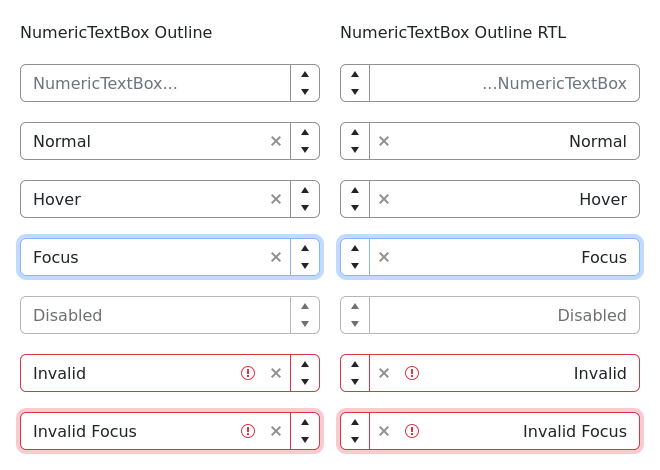 NumericTextBox Outline
NumericTextBox...
Normal
Hover
Focus
Disabled
Invalid
Invalid Focus
NumericTextBox Outline RTL
...NumericTextBox
Normal
Hover
Focus
Disabled
Invalid
Invalid Focus